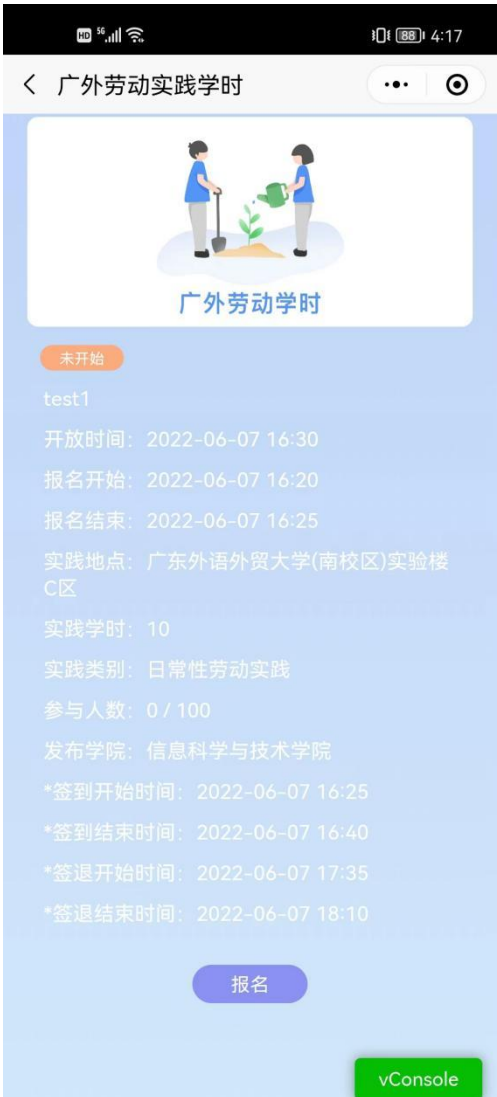 HD 5G 88 4:17
广外劳动实践学时
广外劳动学时
未开始
test1
开放时间：2022-06-07 16:30
报名开始：2022-06-07 16:20
报名结束：2022-06-07 16:25
实践地点：广东外语外贸大学(南校区)实验楼
C区
实践学时：10
实践类别：日常性劳动实践
参与人数：0 / 100
发布学院：信息科学与技术学院
*签到开始时间：2022-06-07 16:25
*签到结束时间：2022-06-07 16:40
*签退开始时间：2022-06-07 17:35
*签退结束时间：2022-06-07 18:10
报名
vConsole